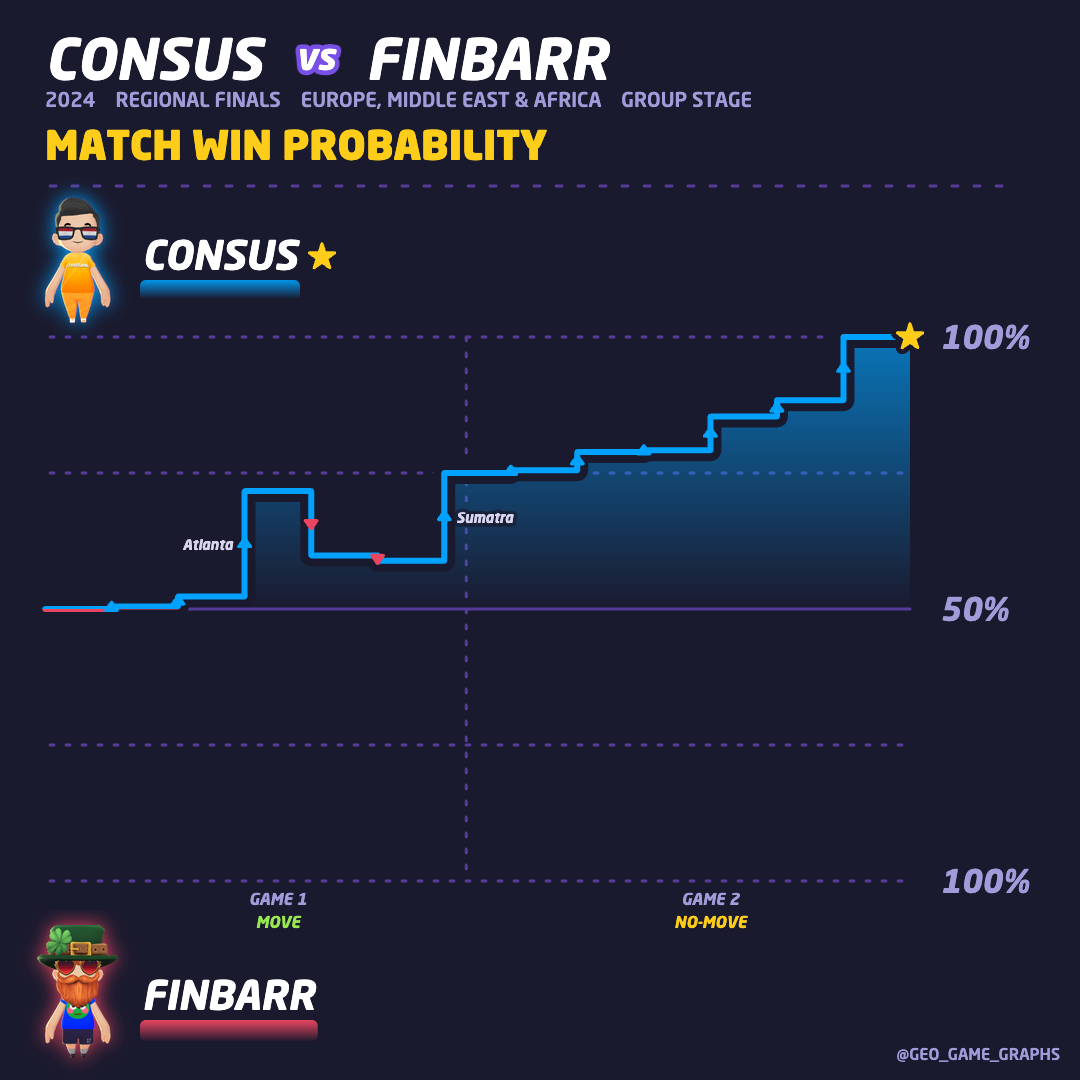 CONSUS VS FINBARR
2024 REGIONAL FINALS EUROPE, MIDDLE EAST & AFRICA GROUP STAGE
MATCH WIN PROBABILITY
CONSUS
100%
Sumatra
Atlanta
50%
100%
GAME 1 GAME 2
MOVE NO-MOVE
FINBARR
@GEO_GAME_GRAPHS